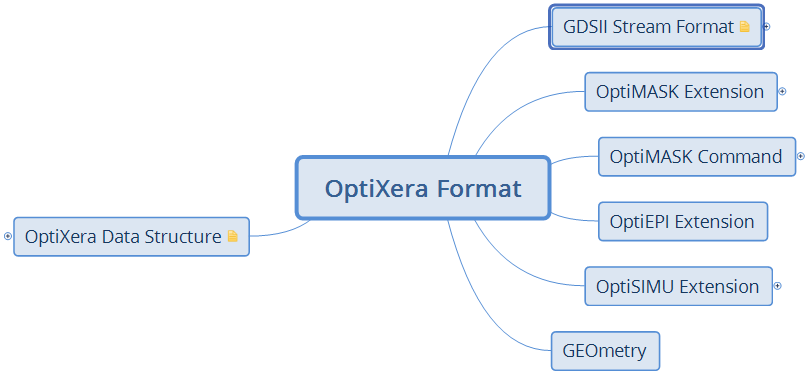 GDSII Stream Format
OptiMASK Extension
OptiMASK Command
OptiXera Format
OptiEPI Extension
OptiXera Data Structure
OptiSIMU Extension
GEOmetry